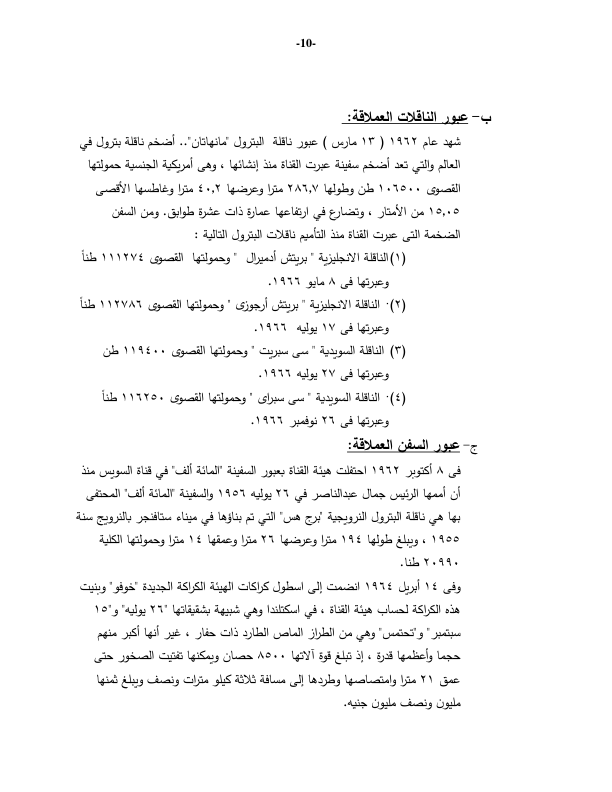 -10-
ب- عبور الناقلات العملاقة:
شهد عام ١٩٦٢ ( ١٣ مارس ) عبور ناقلة البترول "مانهاتان".. أضخم ناقلة بترول في
العالم والتي تعد أضخم سفينة عبرت القناة منذ إنشائها ، وهى أمريكية الجنسية حمولتها
القصوى ١٠٦٥٠٠ طن وطولها ٢٨٦,٧ مترا وعرضها ٤٠,٢ مترا وغاطسها الأقصى
١٥,٠٥ من الأمتار ، وتضارع في ارتفاعها عمارة ذات عشرة طوابق. ومن السفن
الضخمة التى عبرت القناة منذ التأميم ناقلات البترول التالية :
(١) الناقلة الانجليزية " بريتش أدميرال " وحمولتها القصوى ١١١٢٧٤ طناً
وعبرتها فى ٨ مايو ١٩٦٦.
(٢)· الناقلة الانجليزية " بريتش أرجوزى " وحمولتها القصوى ١١٢٧٨٦ طناً
وعبرتها فى ١٧ يوليه ١٩٦٦.
(٣) الناقلة السويدية " سى سبريت " وحمولتها القصوى ١١٩٤٠٠ طن
وعبرتها فى ٢٧ يوليه ١٩٦٦.
(٤)· الناقلة السويدية " سى سبراى " وحمولتها القصوى ١١٦٢٥٠ طناً
وعبرتها فى ٢٦ نوفمبر ١٩٦٦.
ج- عبور السفن العملاقة:
فى ٨ أكتوبر ١٩٦٢ احتفلت هيئة القناة بعبور السفينة "المائة ألف" في قناة السويس منذ
أن أممها الرئيس جمال عبدالناصر في ٢٦ يوليه ١٩٥٦ والسفينة "المائة ألف" المحتفى
بها هي ناقلة البترول النرويجية "برج هس" التي تم بناؤها في ميناء ستافنجر بالنرويج سنة
١٩٥٥ ، ويبلغ طولها ١٩٤ مترا وعرضها ٢٦ مترا وعمقها ١٤ مترا وحمولتها الكلية
٢٠٩٩٠ طنا.
وفى ١٤ أبريل ١٩٦٤ انضمت إلى اسطول كراكات الهيئة الكراكة الجديدة "خوفو" وبنيت
هذه الكراكة لحساب هيئة القناة ، في اسكتلندا وهي شبيهة بشقيقاتها "٢٦ يوليه" و"١٥
سبتمبر" و"تحتمس" وهي من الطراز الماص الطارد ذات حفار ، غير أنها أكبر منهم
حجما وأعظمها قدرة ، إذ تبلغ قوة آلاتها ٨٥٠٠ حصان ويمكنها تفتيت الصخور حتى
عمق ٢١ مترا وامتصاصها وطردها إلى مسافة ثلاثة كيلو مترات ونصف ويبلغ ثمنها
مليون ونصف مليون جنيه.